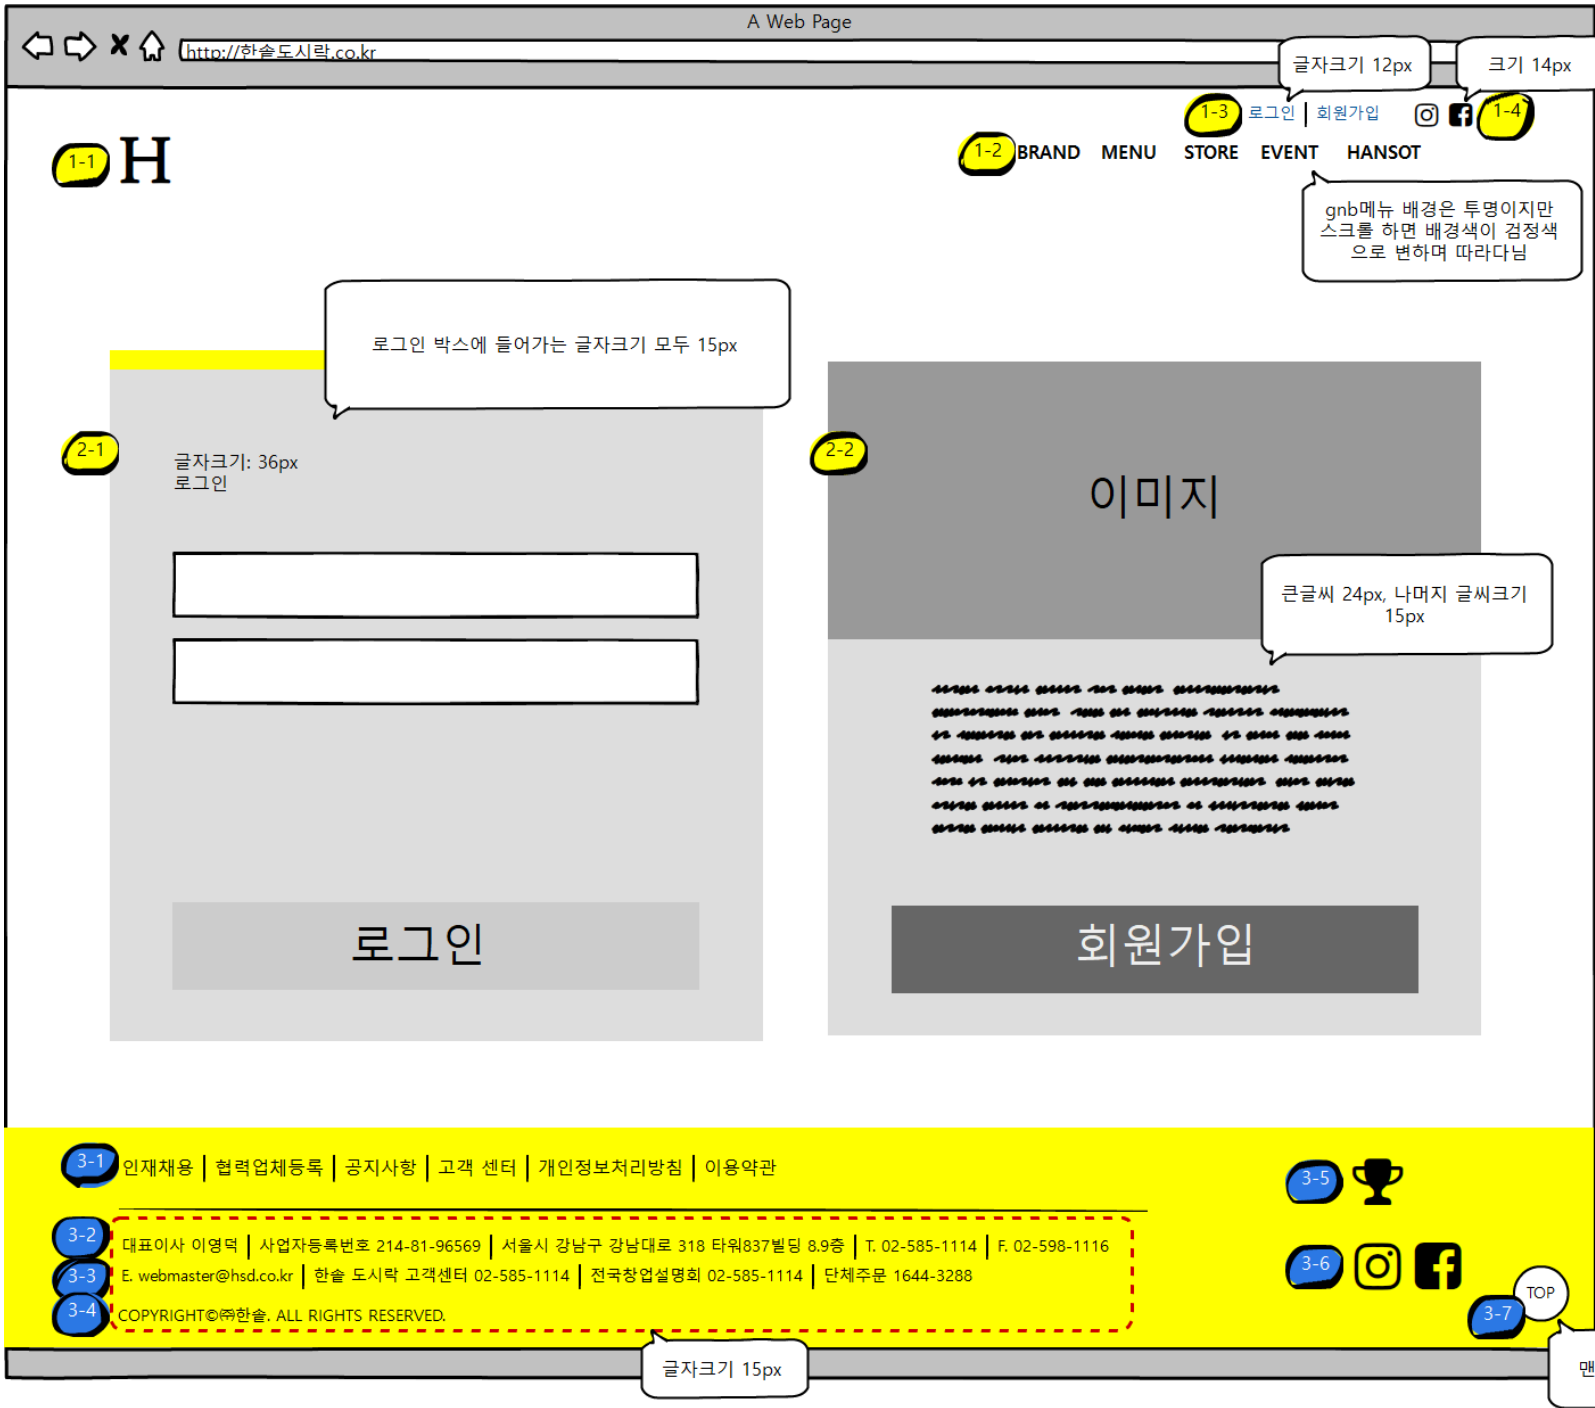 A Web Page
http://한솥도시락.co.kr
글자크기 12px
크기 14px
1-3 로그인 | 회원가입
1-4
1-1 H
1-2 BRAND MENU STORE EVENT HANSOT
gnb메뉴 배경은 투명이지만
스크롤 하면 배경색이 검정색
으로 변하며 따라다님
로그인 박스에 들어가는 글자크기 모두 15px
2-1
글자크기: 36px
로그인
로그인
2-2
이미지
큰글씨 24px, 나머지 글씨크기
15px
회원가입
3-1 인재채용 | 협력업체등록 | 공지사항 | 고객 센터 | 개인정보처리방침 | 이용약관
3-2 대표이사 이영덕 | 사업자등록번호 214-81-96569 | 서울시 강남구 강남대로 318 타워837빌딩 8.9층 | T. 02-585-1114 | F. 02-598-1116
3-3 E. webmaster@hsd.co.kr | 한솥 도시락 고객센터 02-585-1114 | 전국창업설명회 02-585-1114 | 단체주문 1644-3288
3-4 COPYRIGHT©㈜한솥. ALL RIGHTS RESERVED.
3-5
3-6
3-7 TOP
글자크기 15px
맨